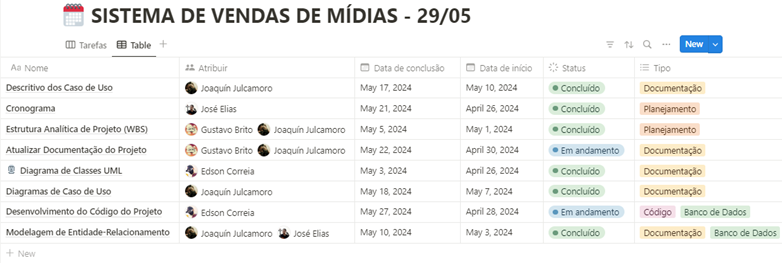 SISTEMA DE VENDAS DE MÍDIAS - 29/05
Tarefas Table New
Aa Nome Atribuir Data de conclusão Data de início Status Tipo
Descritivo dos Caso de Uso Joaquín Julcamoro May 17, 2024 May 10, 2024 Concluído Documentação
Cronograma José Elias May 21, 2024 April 26, 2024 Concluído Planejamento
Estrutura Analítica de Projeto (WBS) Gustavo Brito Joaquín Julcamoro May 5, 2024 May 1, 2024 Concluído Planejamento
Atualizar Documentação do Projeto Gustavo Brito Joaquín Julcamoro May 22, 2024 April 30, 2024 Em andamento Documentação
Diagrama de Classes UML Edson Correia May 3, 2024 April 26, 2024 Concluído Documentação
Diagramas de Caso de Uso Joaquín Julcamoro May 18, 2024 May 7, 2024 Concluído Documentação
Desenvolvimento do Código do Projeto Edson Correia May 27, 2024 April 28, 2024 Em andamento Código Banco de Dados
Modelagem de Entidade-Relacionamento Joaquín Julcamoro José Elias May 10, 2024 May 3, 2024 Concluído Documentação Banco de Dados
+ New